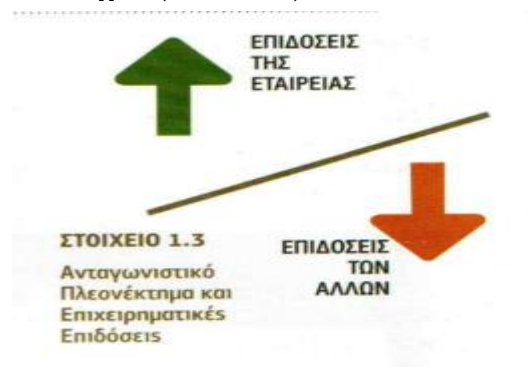 ΕΠΙΔΟΣΕΙΣ
ΤΗΣ
ΕΤΑΙΡΕΙΑΣ
ΣΤΟΙΧΕΙΟ 1.3
Ανταγωνιστικό
Πλεονέκτημα και
Επιχειρηματικές
Επιδόσεις
ΕΠΙΔΟΣΕΙΣ
ΤΩΝ
ΑΛΛΩΝ